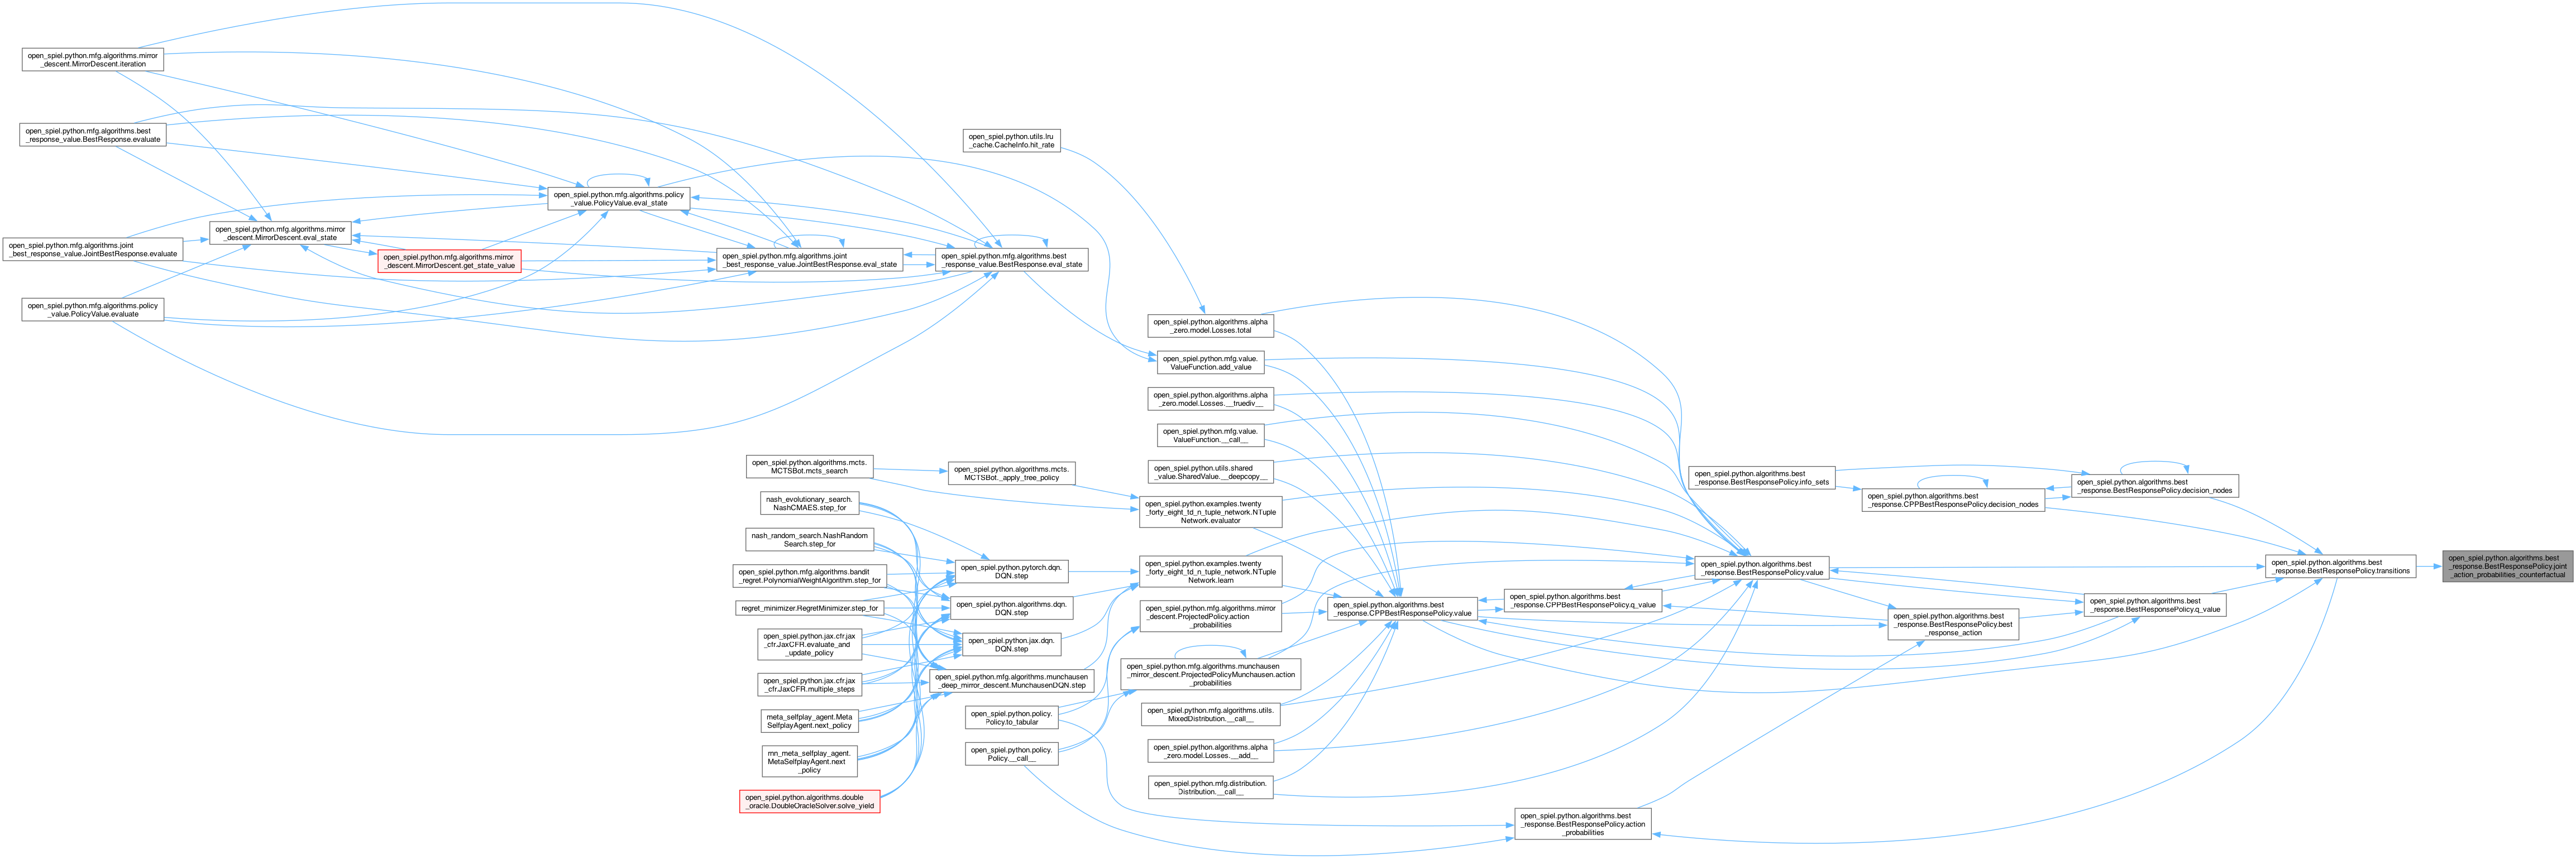 open_spiel.python.mfg.algorithms.mirror
_descent.MirrorDescent.iteration
open_spiel.python.mfg.algorithms.best
_response_value.BestResponse.evaluate
open_spiel.python.mfg.algorithms.joint
_best_response_value.JointBestResponse.evaluate
open_spiel.python.mfg.algorithms.policy
_value.PolicyValue.evaluate
open_spiel.python.mfg.algorithms.mirror
_descent.MirrorDescent.eval_state
open_spiel.python.mfg.algorithms.mirror
_descent.MirrorDescent.get_state_value
open_spiel.python.mfg.algorithms.policy
_value.PolicyValue.eval_state
open_spiel.python.mfg.algorithms.joint
_best_response_value.JointBestResponse.eval_state
open_spiel.python.mfg.algorithms.best
_response_value.BestResponse.eval_state
open_spiel.python.utils.lru
_cache.CacheInfo.hit_rate
open_spiel.python.algorithms.mcts.
MCTSBot.mcts_search
nash_evolutionary_search.
NashCMAES.step_for
nash_random_search.NashRandom
Search.step_for
open_spiel.python.mfg.algorithms.bandit
_regret.PolynomialWeightAlgorithm.step_for
regret_minimizer.RegretMinimizer.step_for
open_spiel.python.jax.cfr.jax
_cfr.JaxCFR.evaluate_and
_update_policy
open_spiel.python.jax.cfr.jax
_cfr.JaxCFR.multiple_steps
meta_selfplay_agent.Meta
SelfplayAgent.next_policy
rnn_meta_selfplay_agent.
MetaSelfplayAgent.next
_policy
open_spiel.python.algorithms.double
_oracle.DoubleOracleSolver.solve_yield
open_spiel.python.algorithms.mcts.
MCTSBot._apply_tree_policy
open_spiel.python.pytorch.dqn.
DQN.step
open_spiel.python.algorithms.dqn.
DQN.step
open_spiel.python.jax.dqn.
DQN.step
open_spiel.python.mfg.algorithms.munchausen
_deep_mirror_descent.MunchausenDQN.step
open_spiel.python.policy.
Policy.to_tabular
open_spiel.python.policy.
Policy.__call__
open_spiel.python.algorithms.alpha
_zero.model.Losses.total
open_spiel.python.mfg.value.
ValueFunction.add_value
open_spiel.python.algorithms.alpha
_zero.model.Losses.__truediv__
open_spiel.python.mfg.value.
ValueFunction.__call__
open_spiel.python.utils.shared
_value.SharedValue.__deepcopy__
open_spiel.python.examples.twenty
_forty_eight_td_n_tuple_network.NTuple
Network.evaluator
open_spiel.python.examples.twenty
_forty_eight_td_n_tuple_network.NTuple
Network.learn
open_spiel.python.mfg.algorithms.mirror
_descent.ProjectedPolicy.action
_probabilities
open_spiel.python.mfg.algorithms.munchausen
_mirror_descent.ProjectedPolicyMunchausen.action
_probabilities
open_spiel.python.mfg.algorithms.utils.
MixedDistribution.__call__
open_spiel.python.algorithms.alpha
_zero.model.Losses.__add__
open_spiel.python.mfg.distribution.
Distribution.__call__
open_spiel.python.algorithms.best
_response.CPPBestResponsePolicy.value
open_spiel.python.algorithms.best
_response.CPPBestResponsePolicy.q_value
open_spiel.python.algorithms.best
_response.BestResponsePolicy.action
_probabilities
open_spiel.python.algorithms.best
_response.BestResponsePolicy.info_sets
open_spiel.python.algorithms.best
_response.BestResponsePolicy.value
open_spiel.python.algorithms.best
_response.CPPBestResponsePolicy.decision_nodes
open_spiel.python.algorithms.best
_response.BestResponsePolicy.best
_response_action
open_spiel.python.algorithms.best
_response.BestResponsePolicy.decision_nodes
open_spiel.python.algorithms.best
_response.BestResponsePolicy.q_value
open_spiel.python.algorithms.best
_response.BestResponsePolicy.transitions
open_spiel.python.algorithms.best
_response.BestResponsePolicy.joint
_action_probabilities_counterfactual